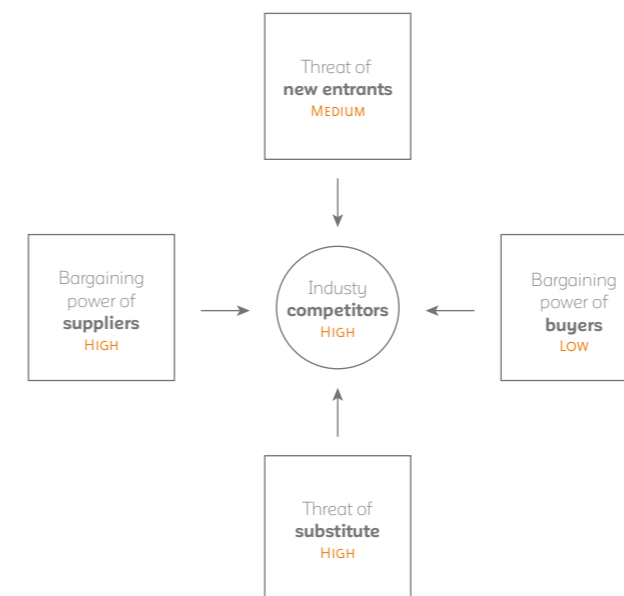 Threat of
new entrants
MEDIUM
Bargaining
power of
suppliers
HIGH
Industy
competitors
HIGH
Bargaining
power of
buyers
LOW
Threat of
substitute
HIGH